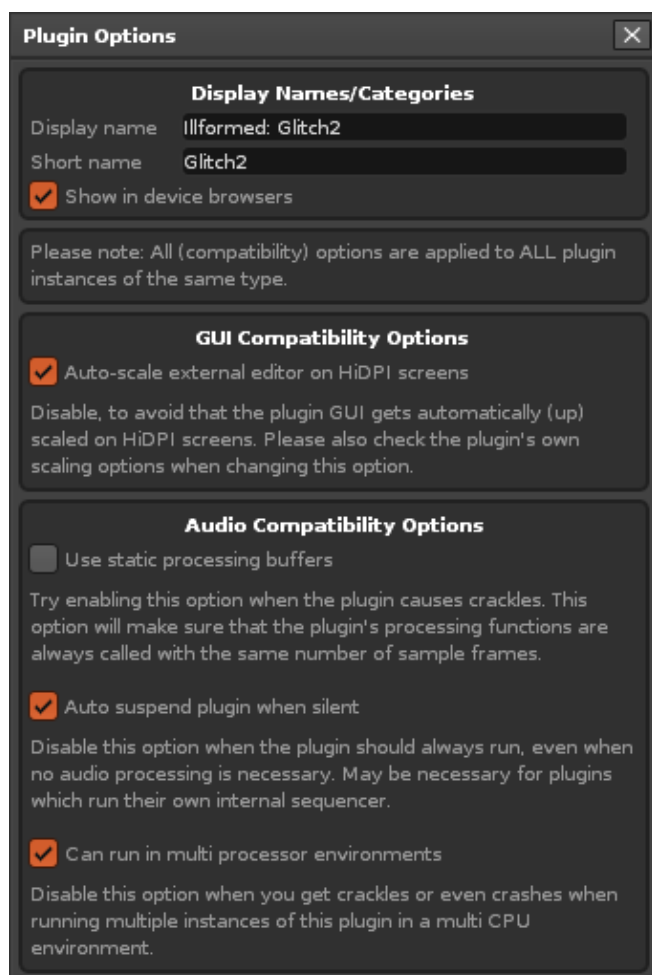 Plugin Options
Display Names/Categories
Display name Illformed: Glitch2
Short name Glitch2
Show in device browsers
Please note: All (compatibility) options are applied to ALL plugin
instances of the same type.
GUI Compatibility Options
Auto-scale external editor on HiDPI screens
Disable, to avoid that the plugin GUI gets automatically (up)
scaled on HiDPI screens. Please also check the plugin's own
scaling options when changing this option.
Audio Compatibility Options
Use static processing buffers
Try enabling this option when the plugin causes crackles. This
option will make sure that the plugin's processing functions are
always called with the same number of sample frames.
Auto suspend plugin when silent
Disable this option when the plugin should always run, even when
no audio processing is necessary. May be necessary for plugins
which run their own internal sequencer.
Can run in multi processor environments
Disable this option when you get crackles or even crashes when
running multiple instances of this plugin in a multi CPU
environment.